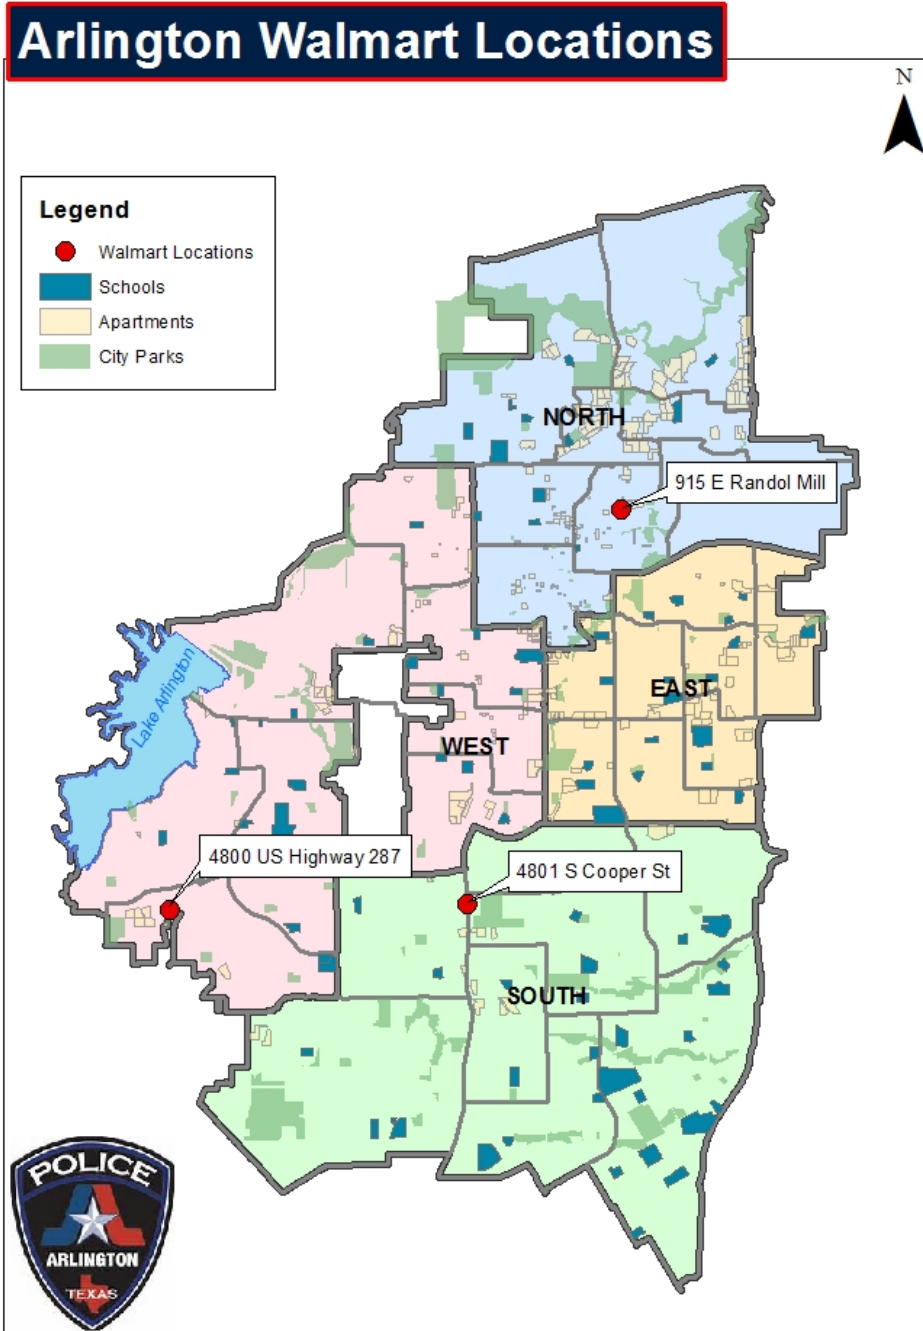 Arlington Walmart Locations
N
Legend
Walmart Locations
Schools
Apartments
City Parks
NORTH
915 E Randol Mill
Lake Arlington
EAST
WEST
4800 US Highway 287
4801 S Cooper St
SOUTH
POLICE
ARLINGTON
TEXAS